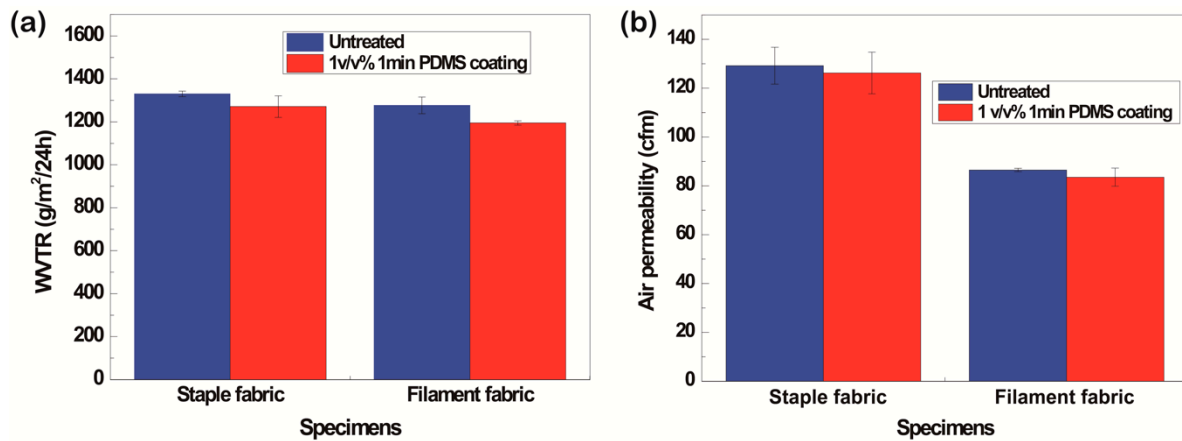 (a)
WVTR (g/m²/24h)
1600
1400
1200
1000
800
600
400
200
0
Untreated
1v/v% 1min PDMS coating
Staple fabric
Filament fabric
Specimens
(b)
Air permeability (cfm)
140
120
100
80
60
40
20
0
Untreated
1 v/v% 1min PDMS coating
Staple fabric
Filament fabric
Specimens